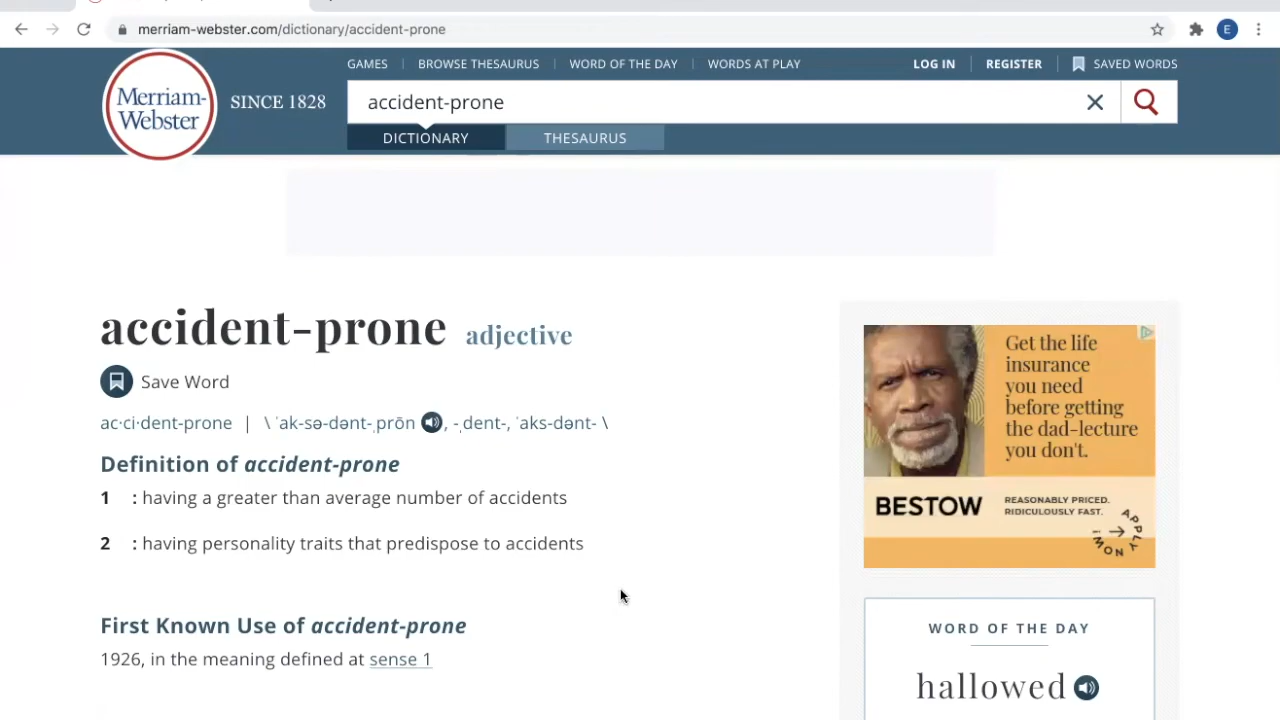 merriam-webster.com/dictionary/accident-prone
E
GAMES | BROWSE THESAURUS | WORD OF THE DAY | WORDS AT PLAY
LOG IN | REGISTER | SAVED WORDS
Merriam-
Webster
SINCE 1828
accident-prone
DICTIONARY
THESAURUS
accident-prone adjective
Save Word
ac·​ci·​dent-prone | \ ˈak-sə-dənt-ˌprōn , -ˌdent-, ˈaks-dənt- \
Definition of accident-prone
1 : having a greater than average number of accidents
2 : having personality traits that predispose to accidents
First Known Use of accident-prone
1926, in the meaning defined at sense 1
Get the life
insurance
you need
before getting
the dad-lecture
you don't.
BESTOW
REASONABLY PRICED.
RIDICULOUSLY FAST.
APPLY NOW!
WORD OF THE DAY
hallowed